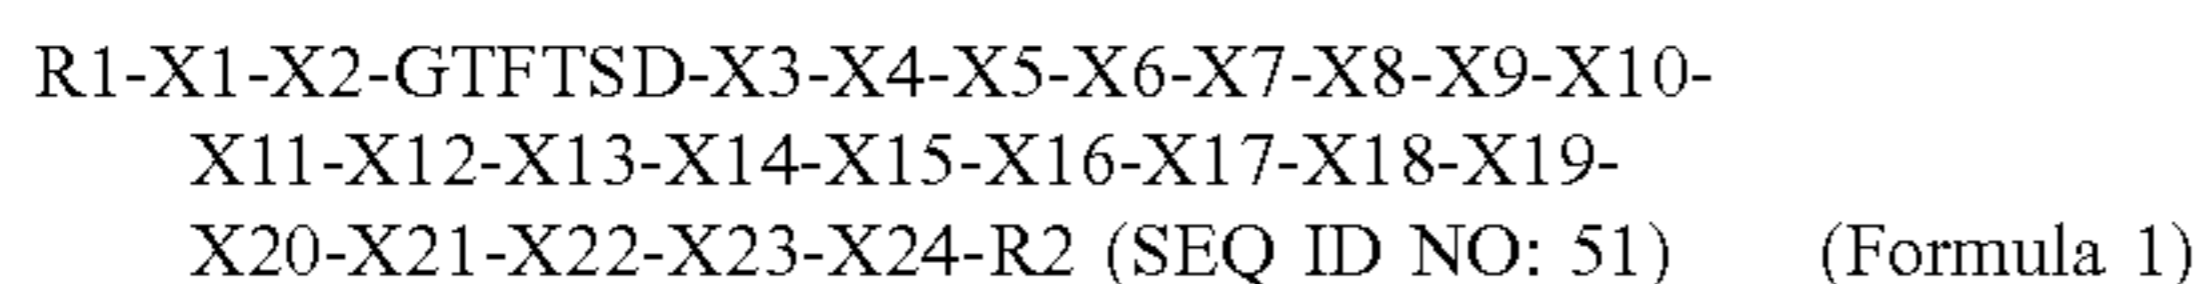 R1-X1-X2-GTFTSD-X3-X4-X5-X6-X7-X8-X9-X10-
X11-X12-X13-X14-X15-X16-X17-X18-X19-
X20-X21-X22-X23-X24-R2 (SEQ ID NO: 51) (Formula 1)